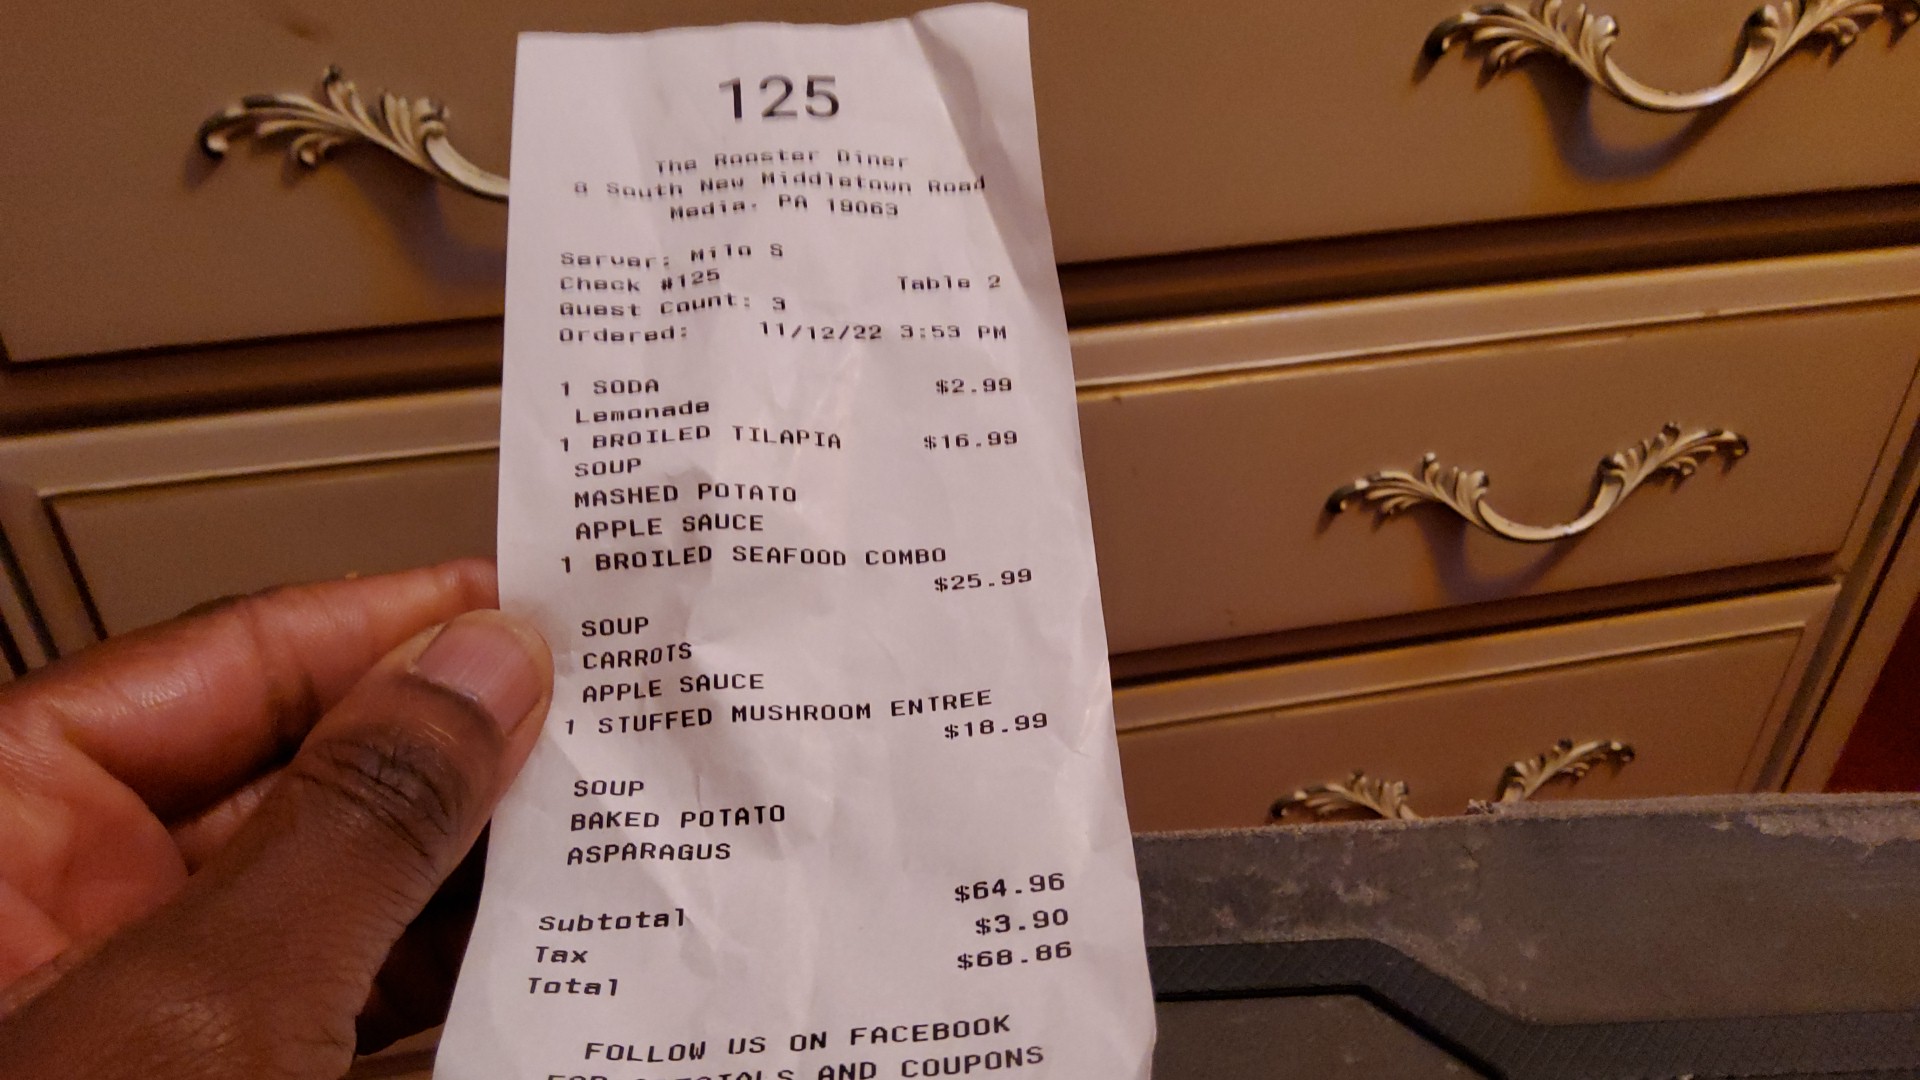 125
The Rooster Diner
8 South New Middletown Road
Media, PA 19063
Server: Milo S
Check #125 Table 2
Guest Count: 3
Ordered: 11/12/22 3:53 PM
1 SODA $2.99
Lemonade
1 BROILED TILAPIA $16.99
SOUP
MASHED POTATO
APPLE SAUCE
1 BROILED SEAFOOD COMBO
$25.99
SOUP
CARROTS
APPLE SAUCE
1 STUFFED MUSHROOM ENTREE
$18.99
SOUP
BAKED POTATO
ASPARAGUS
Subtotal $64.96
Tax $3.90
Total $68.86
FOLLOW US ON FACEBOOK
AND COUPONS